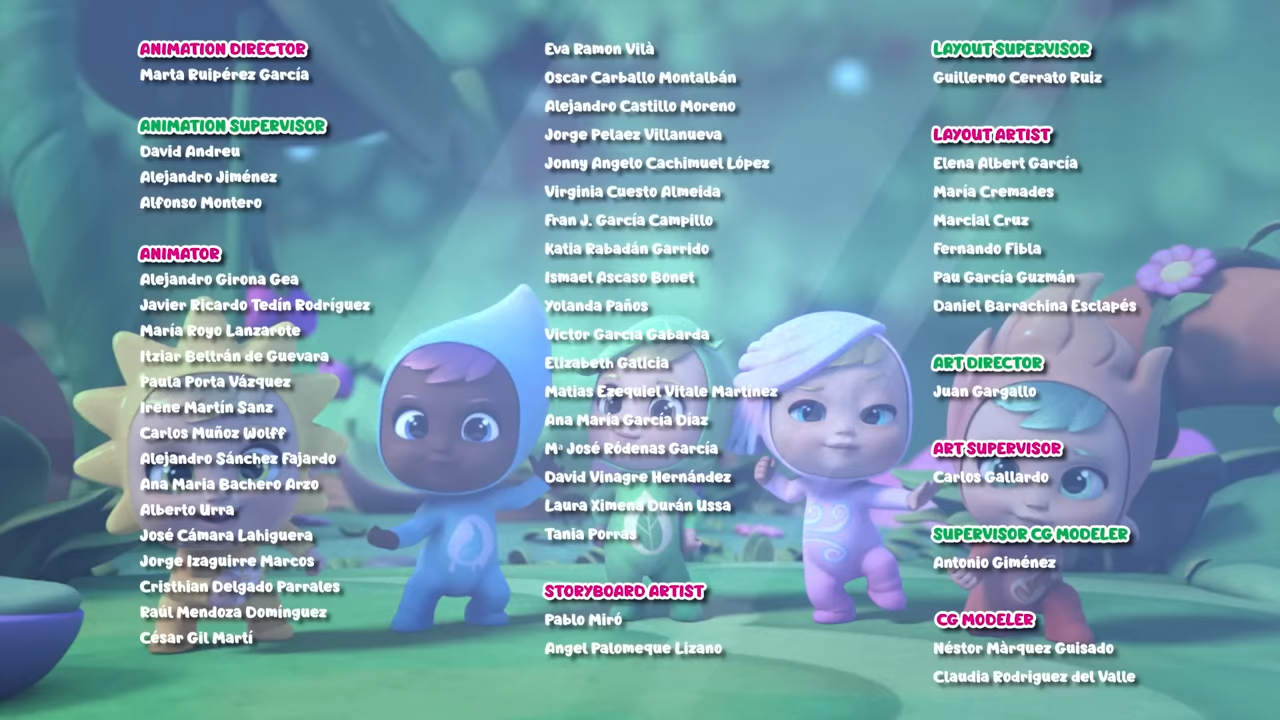 ANIMATION DIRECTOR
Marta Ruipérez García
ANIMATION SUPERVISOR
David Andreu
Alejandro Jiménez
Alfonso Montero
ANIMATOR
Alejandro Girona Gea
Javier Ricardo Tedín Rodríguez
María Royo Lanzarote
Itziar Beltrán de Guevara
Paula Porta Vázquez
Irene Martín Sanz
Carlos Muñoz Wolff
Alejandro Sánchez Fajardo
Ana Maria Bachero Arzo
Alberto Urra
José Cámara Lahiguera
Jorge Izaguirre Marcos
Cristhian Delgado Parrales
Raúl Mendoza Domínguez
César Gil Martí
Eva Ramon Vilà
Oscar Carballo Montalbán
Alejandro Castillo Moreno
Jorge Pelaez Villanueva
Jonny Angelo Cachimuel López
Virginia Cuesto Almeida
Fran J. García Campillo
Katia Rabadán Garrido
Ismael Ascaso Bonet
Yolanda Paños
Victor García Gabarda
Elizabeth Galicia
Matias Ezequiel Vitale Martínez
Ana María García Díaz
Mª José Ródenas García
David Vinagre Hernández
Laura Ximena Durán Ussa
Tania Porras
STORYBOARD ARTIST
Pablo Miró
Angel Palomeque Lizano
LAYOUT SUPERVISOR
Guillermo Cerrato Ruiz
LAYOUT ARTIST
Elena Albert García
María Cremades
Marcial Cruz
Fernando Fibla
Pau García Guzmán
Daniel Barrachina Esclapés
ART DIRECTOR
Juan Gargallo
ART SUPERVISOR
Carlos Gallardo
SUPERVISOR CG MODELER
Antonio Giménez
CG MODELER
Néstor Màrquez Guisado
Claudia Rodriguez del Valle